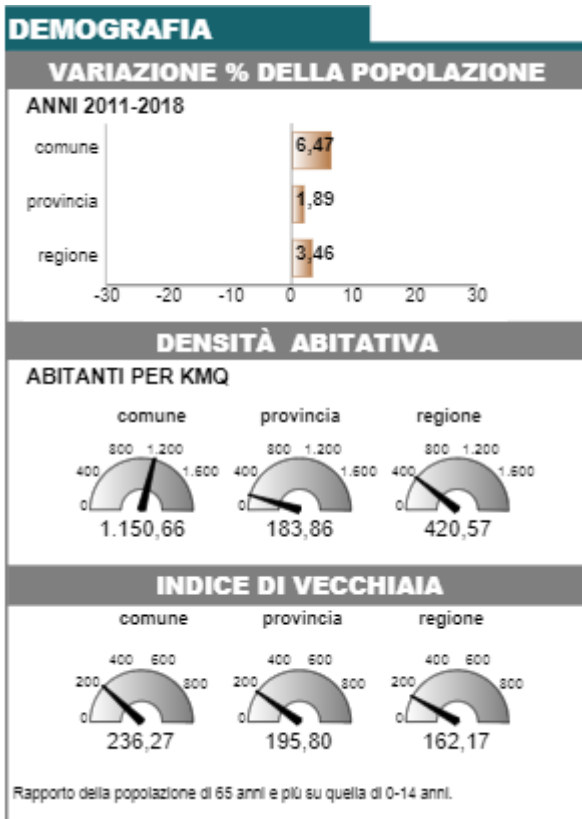 DEMOGRAFIA
VARIAZIONE % DELLA POPOLAZIONE
ANNI 2011-2018
comune 6,47
provincia 1,89
regione 3,46
-30 -20 -10 0 10 20 30
DENSITÀ ABITATIVA
ABITANTI PER KMQ
comune provincia regione
800 1.200 800 1.200 800 1.200
400 1.600 400 1.600 400 1.600
0 0 0
1.150,66 183,86 420,57
INDICE DI VECCHIAIA
comune provincia regione
400 600 400 600 400 600
200 800 200 800 200 800
0 0 0
236,27 195,80 162,17
Rapporto della popolazione di 65 anni e più su quella di 0-14 anni.